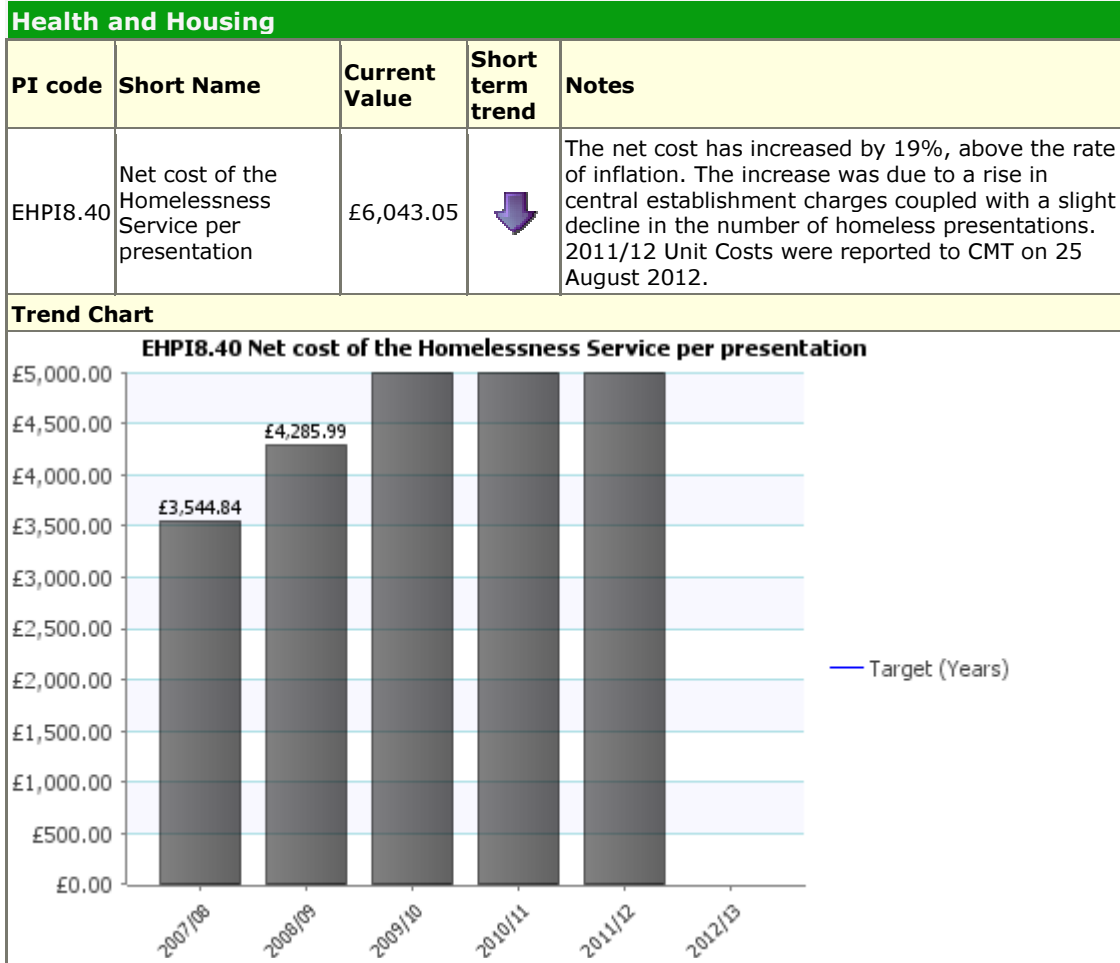 Health and Housing
PI code Short Name Current Value Short term trend Notes
EHPI8.40 Net cost of the Homelessness Service per presentation £6,043.05
The net cost has increased by 19%, above the rate
of inflation. The increase was due to a rise in
central establishment charges coupled with a slight
decline in the number of homeless presentations.
2011/12 Unit Costs were reported to CMT on 25
August 2012.
Trend Chart
EHPI8.40 Net cost of the Homelessness Service per presentation
£5,000.00
£4,500.00
£4,000.00
£3,500.00
£3,000.00
£2,500.00
£2,000.00
£1,500.00
£1,000.00
£500.00
£0.00
£3,544.84
£4,285.99
2007/08
2008/09
2009/10
2010/11
2011/12
2012/13
Target (Years)